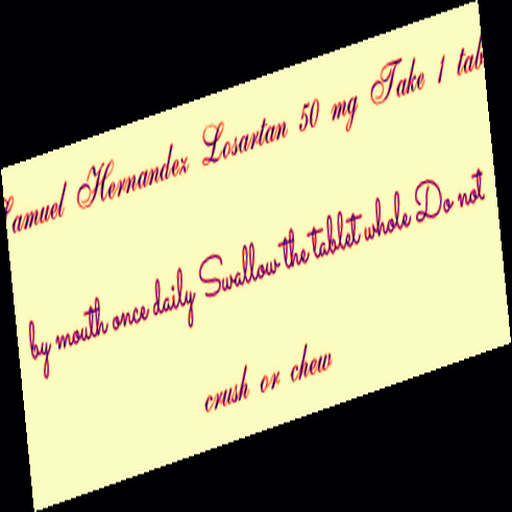 Samuel Hernandez Losartan 50 mg Take 1 tab
by mouth once daily Swallow the tablet whole Do not
crush or chew